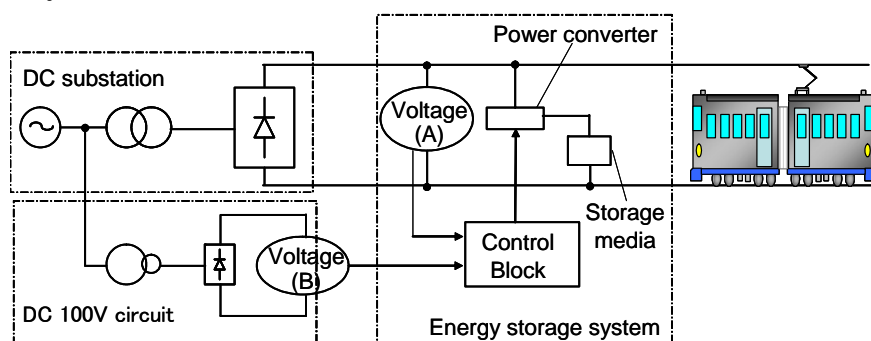 Power converter
DC substation
Voltage
(A)
Storage
media
Control
Block
Voltage
(B)
DC 100V circuit
Energy storage system